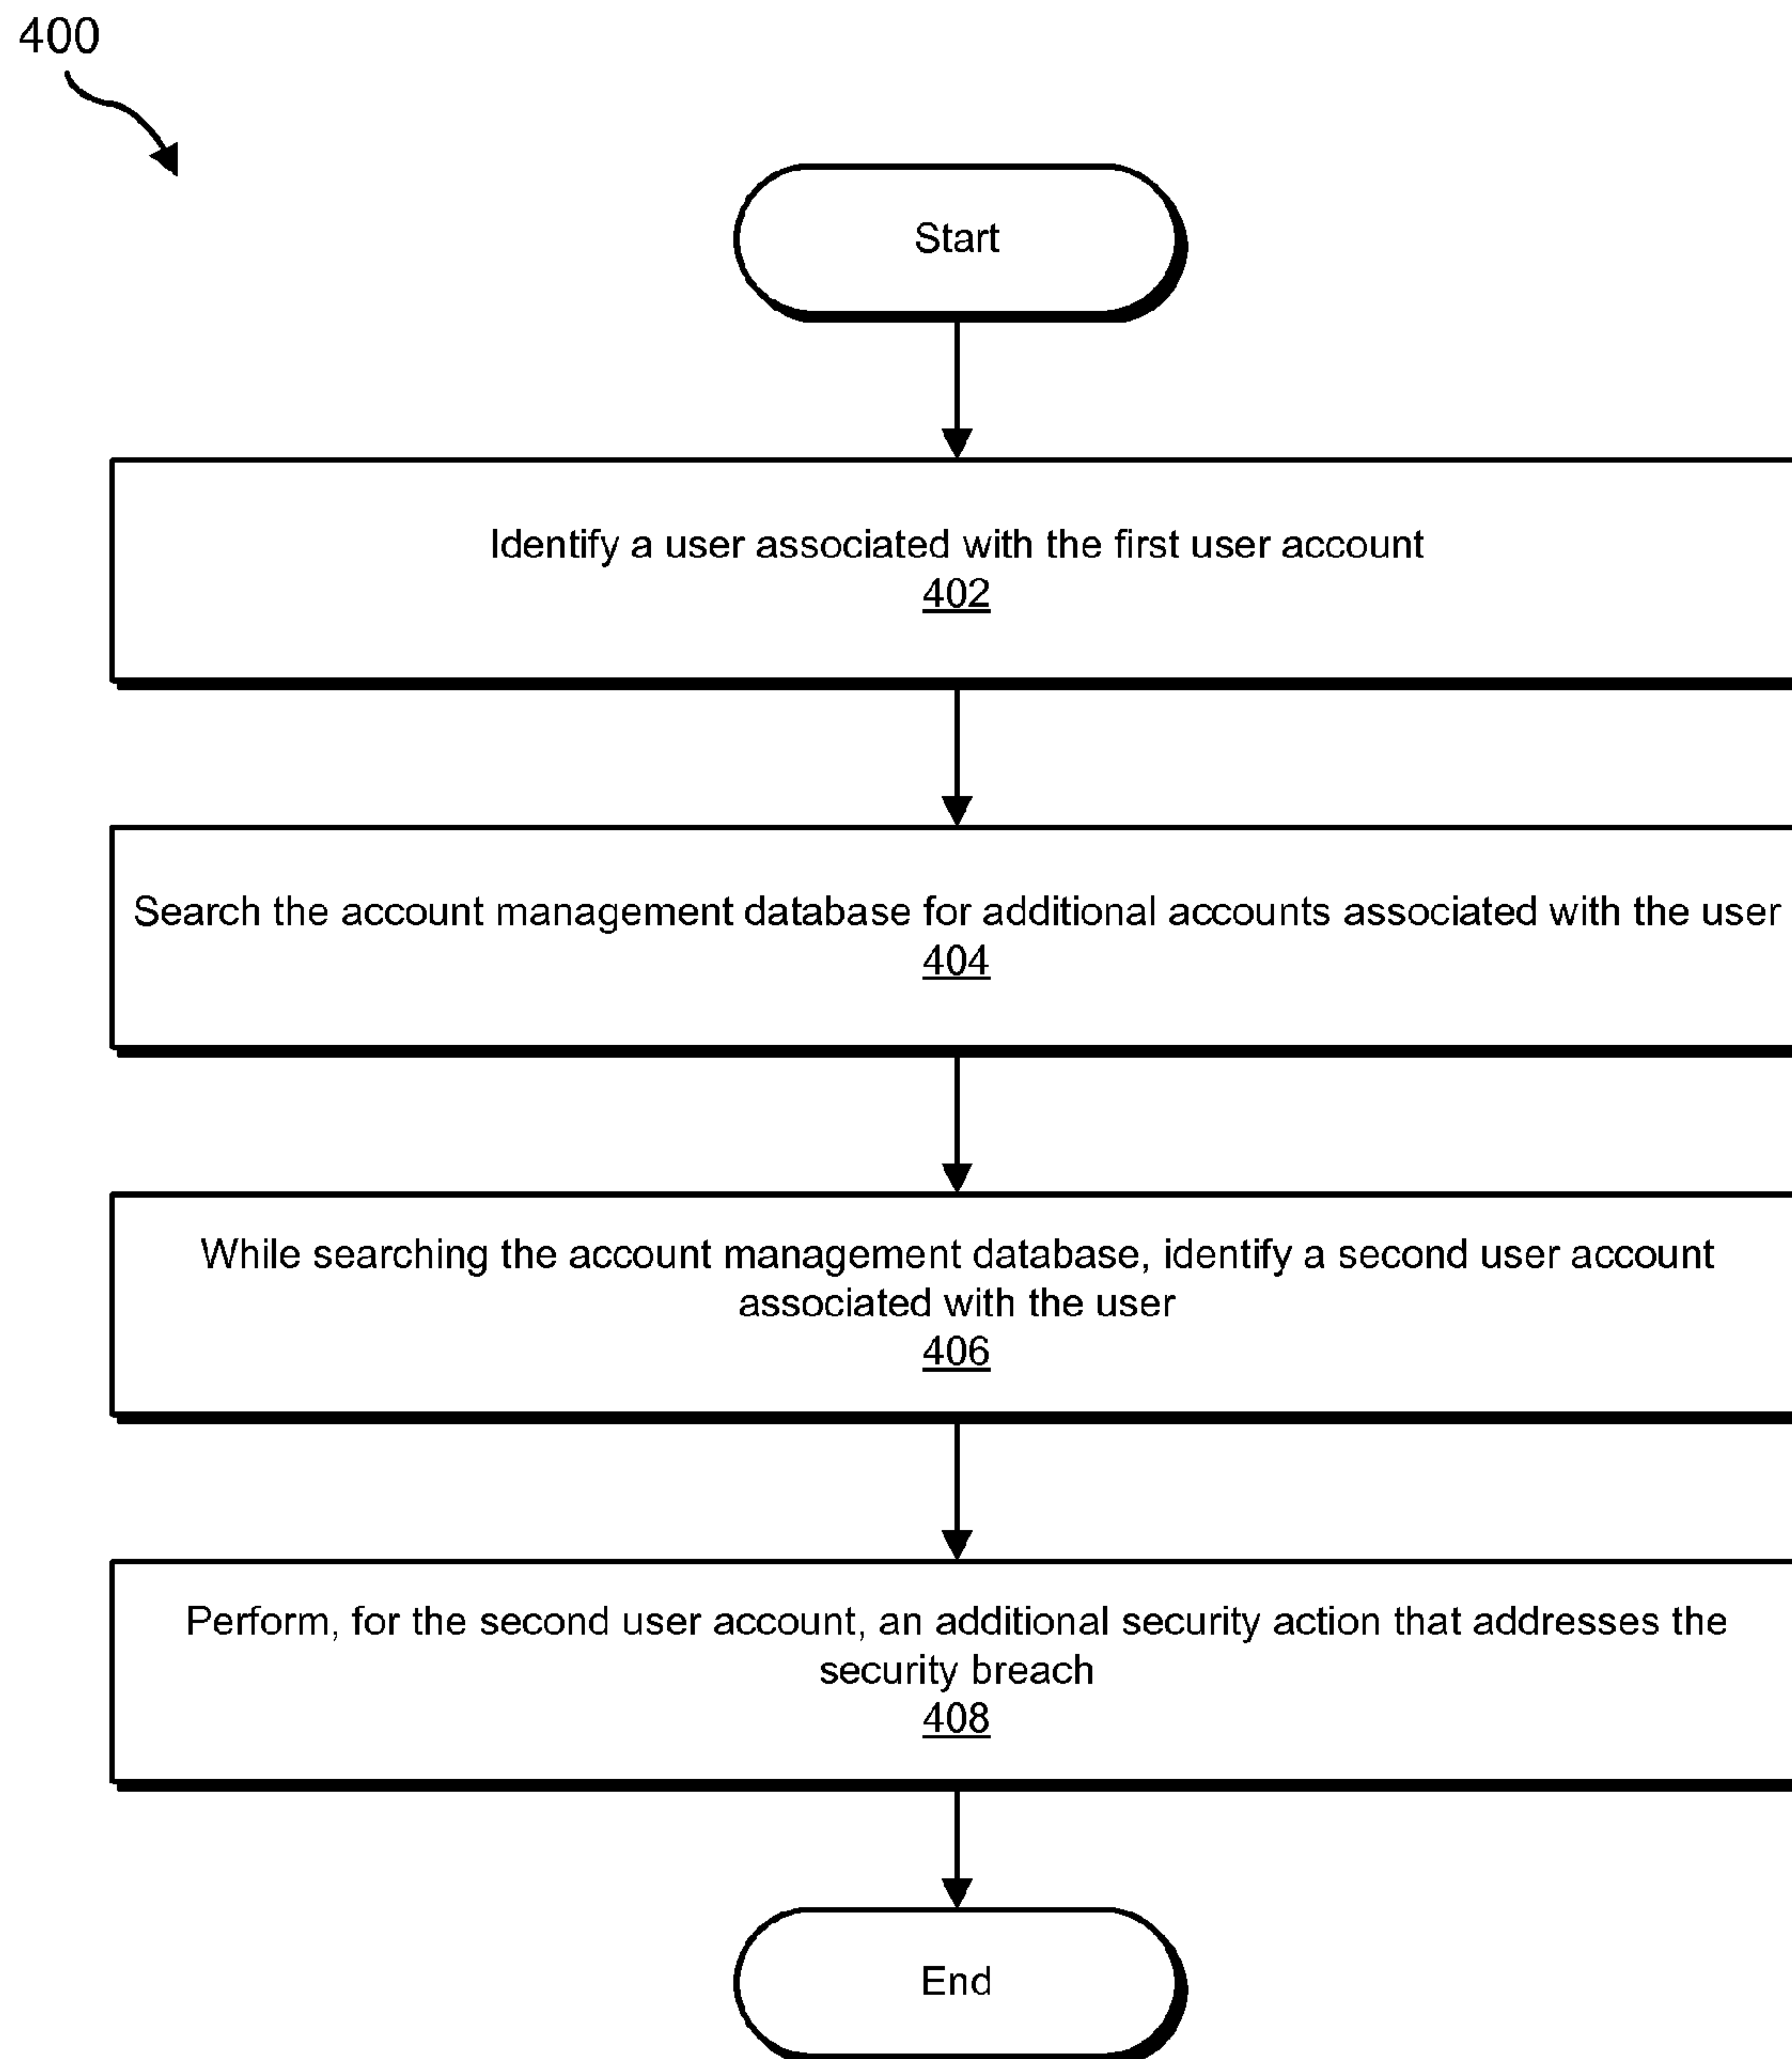 400
Start
Identify a user associated with the first user account
402
Search the account management database for additional accounts associated with the user
404
While searching the account management database, identify a second user account
associated with the user
406
Perform, for the second user account, an additional security action that addresses the
security breach
408
End